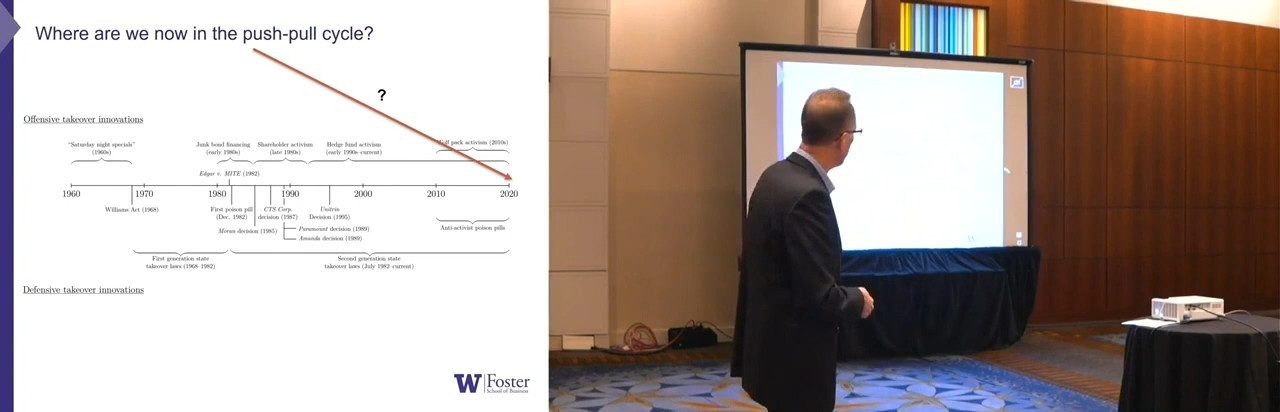 Where are we now in the push-pull cycle?
?
Offensive takeover innovations
"Saturday night specials"
(1960s)
Junk bond financing
(early 1980s)
Shareholder activism
(late 1980s)
Hedge fund activism
(early 1990s-current)
pack activism (2010s)
Edgar v. MITE (1982)
1960 1970 1980 1990 2000 2010 2020
Williams Act (1968)
First poison pill
(Dec. 1982)
CTS Corp.
decision (1987)
Unitrin
Decision (1995)
Moran decision (1985)
Paramount decision (1989)
Amanda decision (1989)
Anti-activist poison pills
First generation state
takeover laws (1968-1982)
Second generation state
takeover laws (July 1982-current)
Defensive takeover innovations
W Foster
School of Business